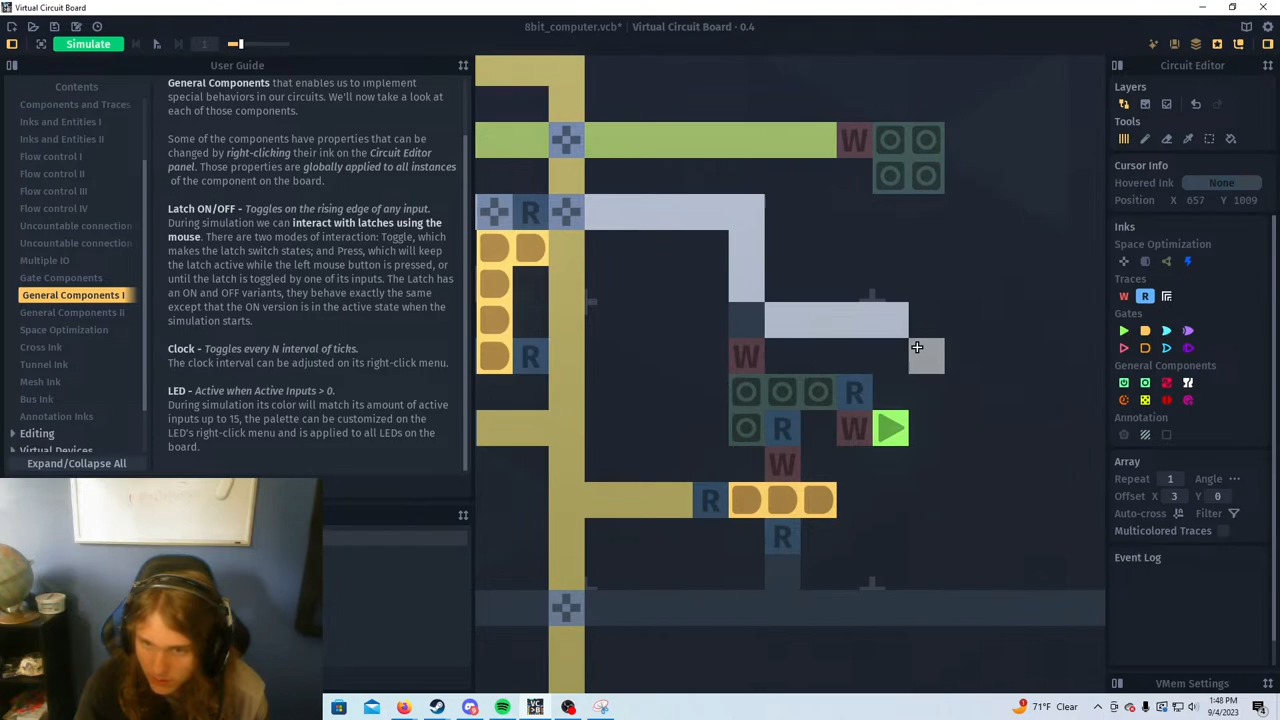 Virtual Circuit Board
8bit_computer.vcb* | Virtual Circuit Board - 0.4
Simulate
1
User Guide
Circuit Editor
Contents
Components and Traces
Inks and Entities I
Inks and Entities II
Flow control I
Flow control II
Flow control III
Flow control IV
Uncountable connection
Uncountable connection
Multiple IO
Gate Components
General Components I
General Components II
Space Optimization
Cross Ink
Tunnel Ink
Mesh Ink
Bus Ink
Annotation Inks
Editing
Virtual Devices
Expand/Collapse All
General Components that enables us to implement
special behaviors in our circuits. We'll now take a look at
each of those components.
Some of the components have properties that can be
changed by right-clicking their ink on the Circuit Editor
panel. Those properties are globally applied to all instances
of the component on the board.
Latch ON/OFF - Toggles on the rising edge of any input.
During simulation we can interact with latches using the
mouse. There are two modes of interaction: Toggle, which
makes the latch switch states; and Press, which will keep
the latch active while the left mouse button is pressed, or
until the latch is toggled by one of its inputs. The Latch has
an ON and OFF variants, they behave exactly the same
except that the ON version is in the active state when the
simulation starts.
Clock - Toggles every N interval of ticks.
The clock interval can be adjusted on its right-click menu.
LED - Active when Active Inputs > 0.
During simulation its color will match its amount of active
inputs up to 15, the palette can be customized on the
LED's right-click menu and is applied to all LEDs on the
board.
W
R
W
R
R
R
W
W
R
R
Layers
Tools
Cursor Info
Hovered Ink None
Position X 657 Y 1009
Inks
Space Optimization
Traces
W R
Gates
General Components
Annotation
Array
Repeat 1 Angle
Offset X 3 Y 0
Auto-cross Filter
Multicolored Traces
Event Log
VMem Settings
71°F Clear
1:48 PM
9/4/2023